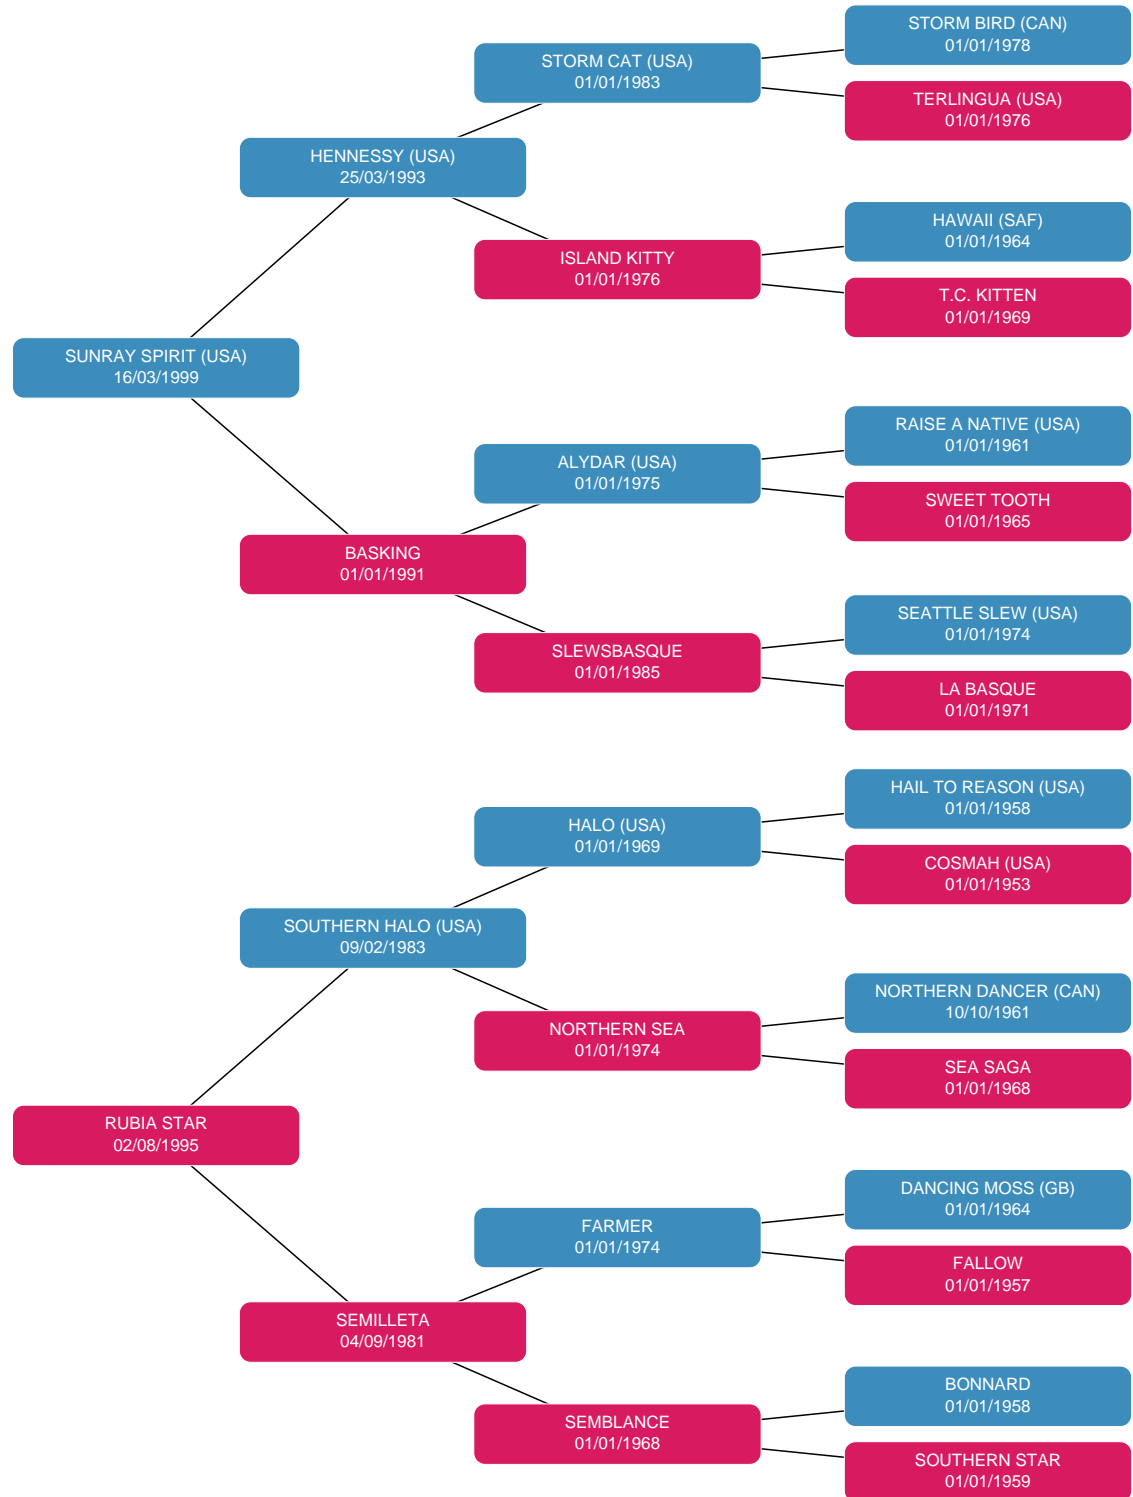 STORM BIRD (CAN)
01/01/1978
STORM CAT (USA)
01/01/1983
TERLINGUA (USA)
01/01/1976
HENNESSY (USA)
25/03/1993
HAWAII (SAF)
01/01/1964
ISLAND KITTY
01/01/1976
T.C. KITTEN
01/01/1969
SUNRAY SPIRIT (USA)
16/03/1999
RAISE A NATIVE (USA)
01/01/1961
ALYDAR (USA)
01/01/1975
SWEET TOOTH
01/01/1965
BASKING
01/01/1991
SEATTLE SLEW (USA)
01/01/1974
SLEWSBASQUE
01/01/1985
LA BASQUE
01/01/1971
HAIL TO REASON (USA)
01/01/1958
HALO (USA)
01/01/1969
COSMAH (USA)
01/01/1953
SOUTHERN HALO (USA)
09/02/1983
NORTHERN DANCER (CAN)
10/10/1961
NORTHERN SEA
01/01/1974
SEA SAGA
01/01/1968
RUBIA STAR
02/08/1995
DANCING MOSS (GB)
01/01/1964
FARMER
01/01/1974
FALLOW
01/01/1957
SEMILLETA
04/09/1981
BONNARD
01/01/1958
SEMBLANCE
01/01/1968
SOUTHERN STAR
01/01/1959